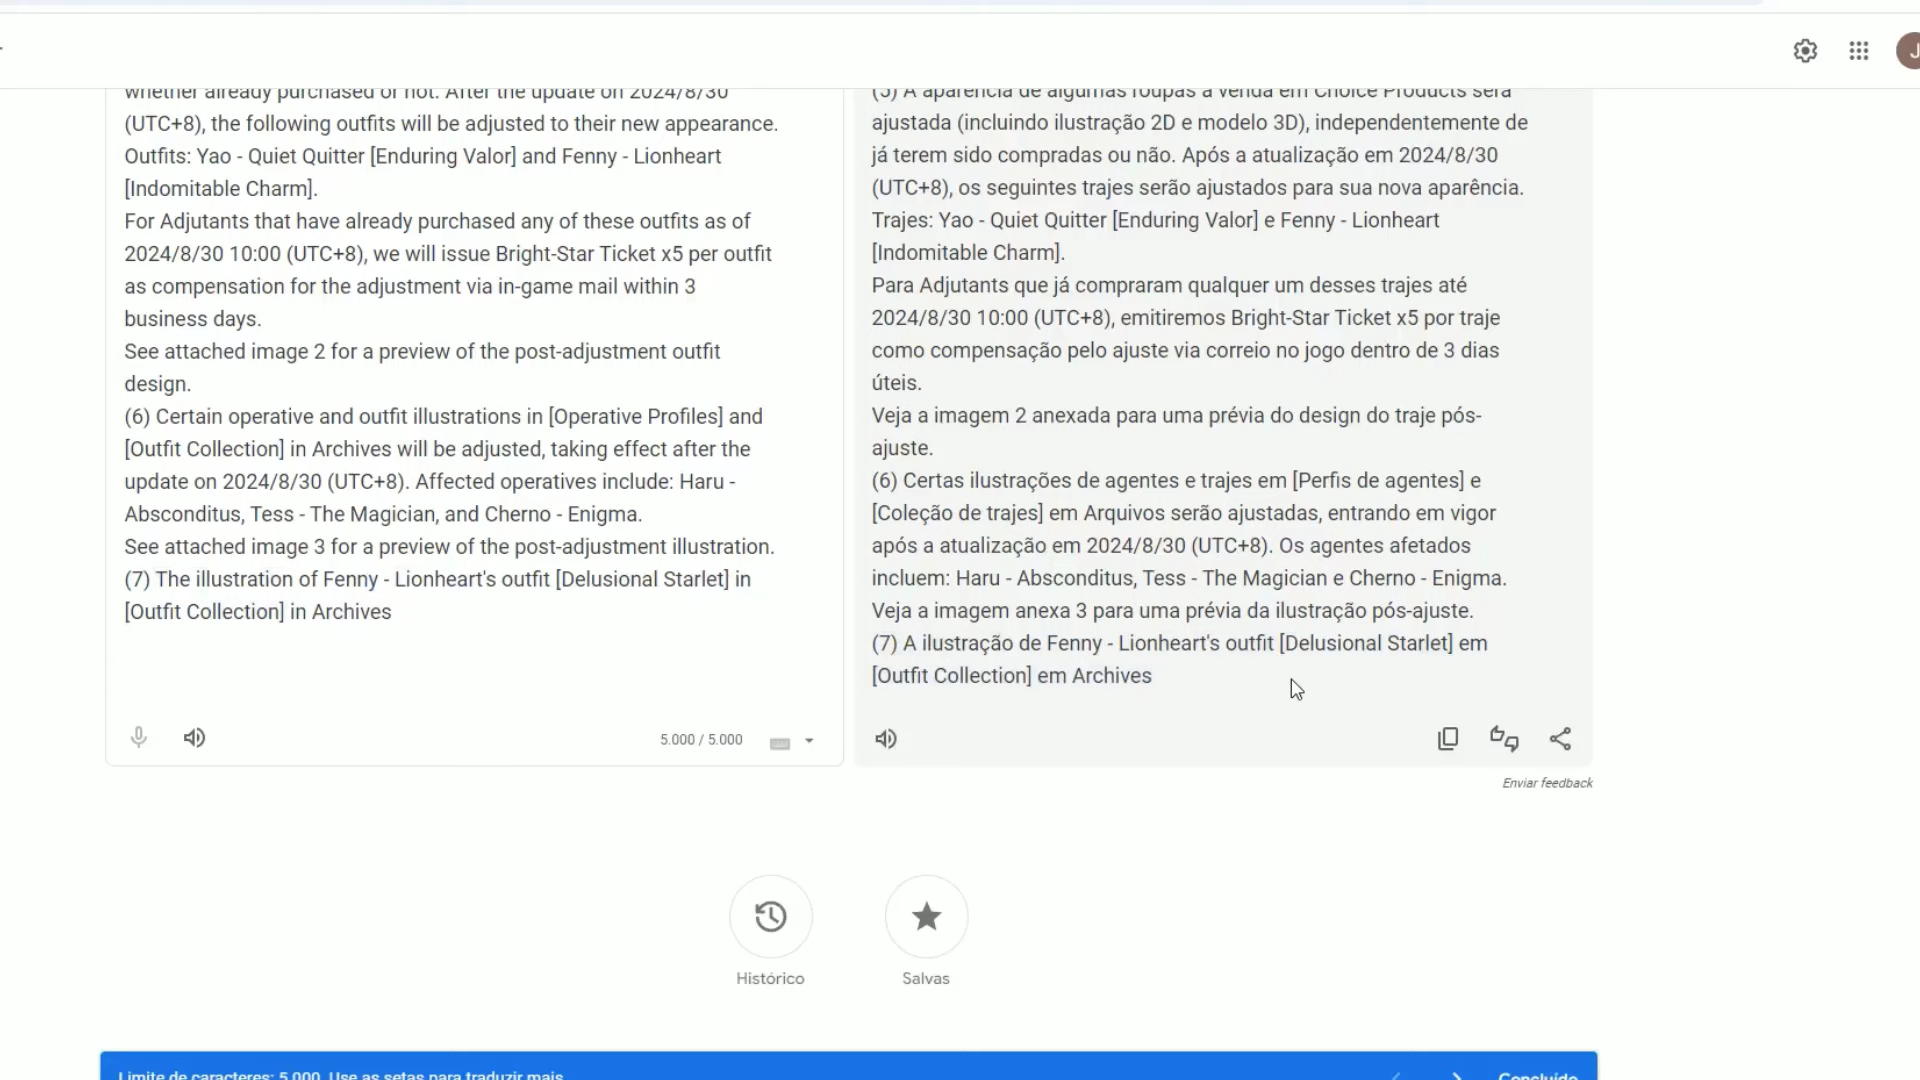 J
whether already purchased or not. After the update on 2024/8/30
(UTC+8), the following outfits will be adjusted to their new appearance.
Outfits: Yao - Quiet Quitter [Enduring Valor] and Fenny - Lionheart
[Indomitable Charm].
For Adjutants that have already purchased any of these outfits as of
2024/8/30 10:00 (UTC+8), we will issue Bright-Star Ticket x5 per outfit
as compensation for the adjustment via in-game mail within 3
business days.
See attached image 2 for a preview of the post-adjustment outfit
design.
(6) Certain operative and outfit illustrations in [Operative Profiles] and
[Outfit Collection] in Archives will be adjusted, taking effect after the
update on 2024/8/30 (UTC+8). Affected operatives include: Haru -
Absconditus, Tess - The Magician, and Cherno - Enigma.
See attached image 3 for a preview of the post-adjustment illustration.
(7) The illustration of Fenny - Lionheart's outfit [Delusional Starlet] in
[Outfit Collection] in Archives
5.000 / 5.000
(5) A aparência de algumas roupas à venda em Choice Products será
ajustada (incluindo ilustração 2D e modelo 3D), independentemente de
já terem sido compradas ou não. Após a atualização em 2024/8/30
(UTC+8), os seguintes trajes serão ajustados para sua nova aparência.
Trajes: Yao - Quiet Quitter [Enduring Valor] e Fenny - Lionheart
[Indomitable Charm].
Para Adjutants que já compraram qualquer um desses trajes até
2024/8/30 10:00 (UTC+8), emitiremos Bright-Star Ticket x5 por traje
como compensação pelo ajuste via correio no jogo dentro de 3 dias
úteis.
Veja a imagem 2 anexada para uma prévia do design do traje pós-
ajuste.
(6) Certas ilustrações de agentes e trajes em [Perfis de agentes] e
[Coleção de trajes] em Arquivos serão ajustadas, entrando em vigor
após a atualização em 2024/8/30 (UTC+8). Os agentes afetados
incluem: Haru - Absconditus, Tess - The Magician e Cherno - Enigma.
Veja a imagem anexa 3 para uma prévia da ilustração pós-ajuste.
(7) A ilustração de Fenny - Lionheart's outfit [Delusional Starlet] em
[Outfit Collection] em Archives
Enviar feedback
Histórico
Salvas
Limite de caracteres: 5.000. Use as setas para traduzir mais.
Concluído